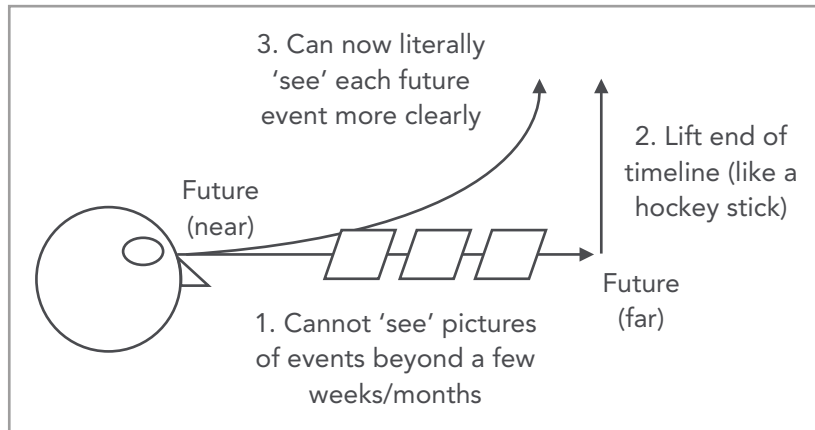 3. Can now literally
‘see’ each future
event more clearly
2. Lift end of
timeline (like a
hockey stick)
Future
(near)
Future
(far)
1. Cannot ‘see’ pictures
of events beyond a few
weeks/months